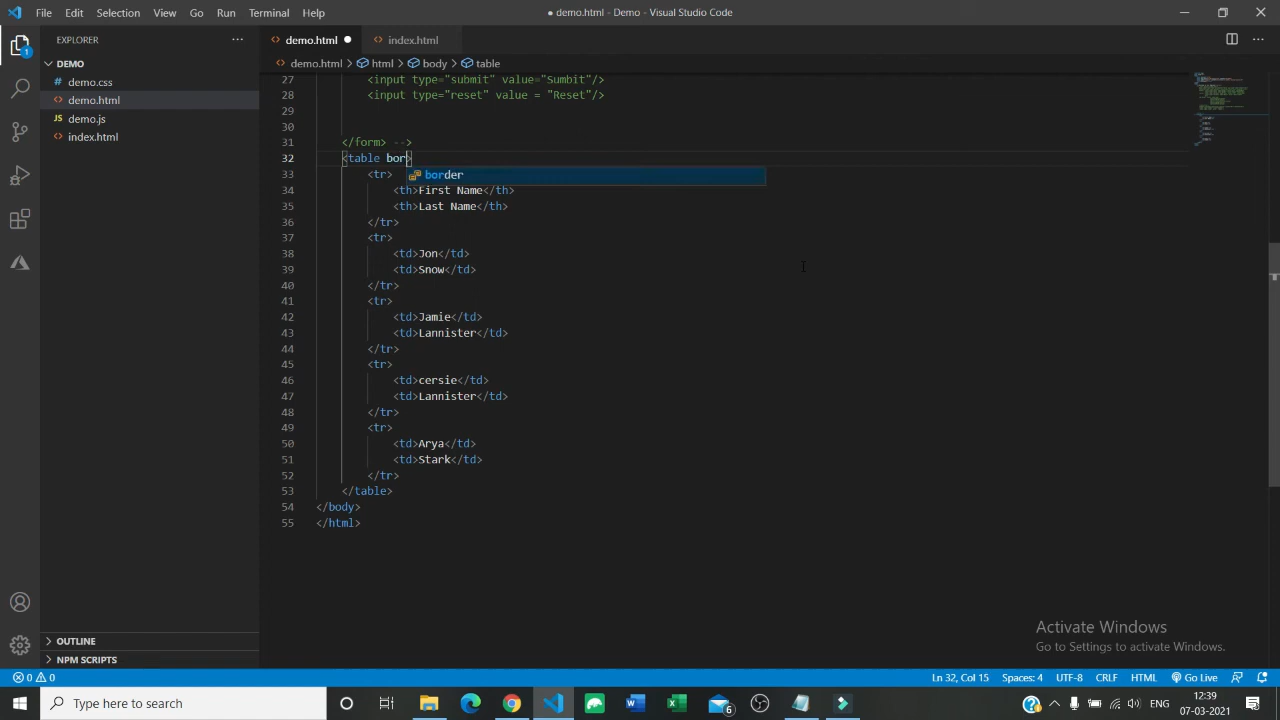 File Edit Selection View Go Run Terminal Help
● demo.html - Demo - Visual Studio Code
EXPLORER
demo.html
index.html
DEMO
demo.css
demo.html
demo.js
index.html
demo.html > html > body > table
27 <input type="submit" value="Sumbit"/>
28 <input type="reset" value = "Reset"/>
29
30
31 </form> -->
32 <table bor>
border
33 <tr>
34 <th>First Name</th>
35 <th>Last Name</th>
36 </tr>
37 <tr>
38 <td>Jon</td>
39 <td>Snow</td>
40 </tr>
41 <tr>
42 <td>Jamie</td>
43 <td>Lannister</td>
44 </tr>
45 <tr>
46 <td>cersie</td>
47 <td>Lannister</td>
48 </tr>
49 <tr>
50 <td>Arya</td>
51 <td>Stark</td>
52 </tr>
53 </table>
54 </body>
55 </html>
OUTLINE
NPM SCRIPTS
Activate Windows
Go to Settings to activate Windows.
0 0
Ln 32, Col 15 Spaces: 4 UTF-8 CRLF HTML Go Live
Type here to search
6
ENG
12:39
07-03-2021